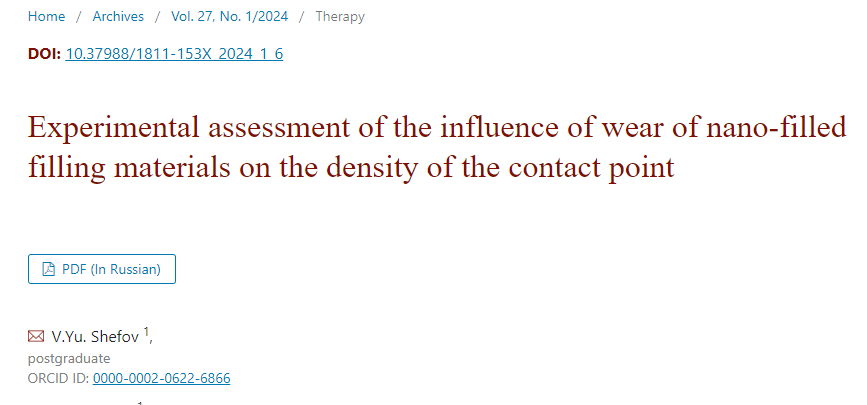 Home / Archives / Vol. 27, No. 1/2024 / Therapy
DOI: 10.37988/1811-153X_2024_1_6
Experimental assessment of the influence of wear of nano-filled
filling materials on the density of the contact point
PDF (In Russian)
V.Yu. Shefov 1,
postgraduate
ORCID ID: 0000-0002-0622-6866
1